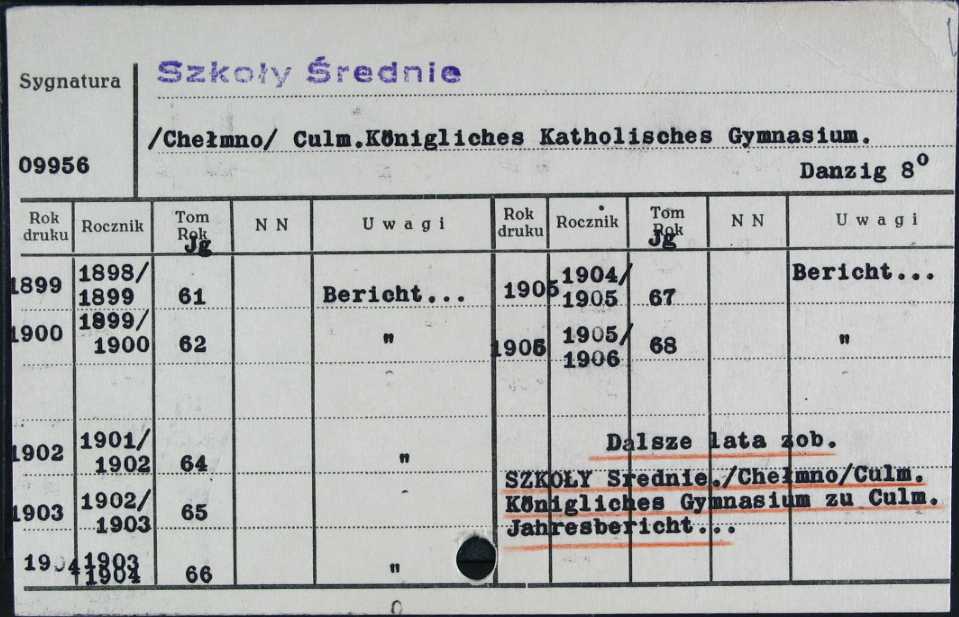 Szkoły Średnie
Sygnatura
/Chełmno/ Culm.Königliches Katholisches Gymnasium.
09956
Danzig 8°
Rok druku Rocznik Tom Rok Jg NN Uwagi Rok druku Rocznik Tom Rok Jg NN Uwagi
1899 1898/1899 61 Bericht... 1905 1904/1905 67 Bericht...
1900 1899/1900 62 " 1906 1905/1906 68 "
1902 1901/1902 64 "
Dalsze lata zob.
SZKOŁY Srednie./Chełmno/Culm.
1903 1902/1903 65
Königliches Gymnasium zu Culm.
Jahresbericht...
1904 1903 1904 66 "